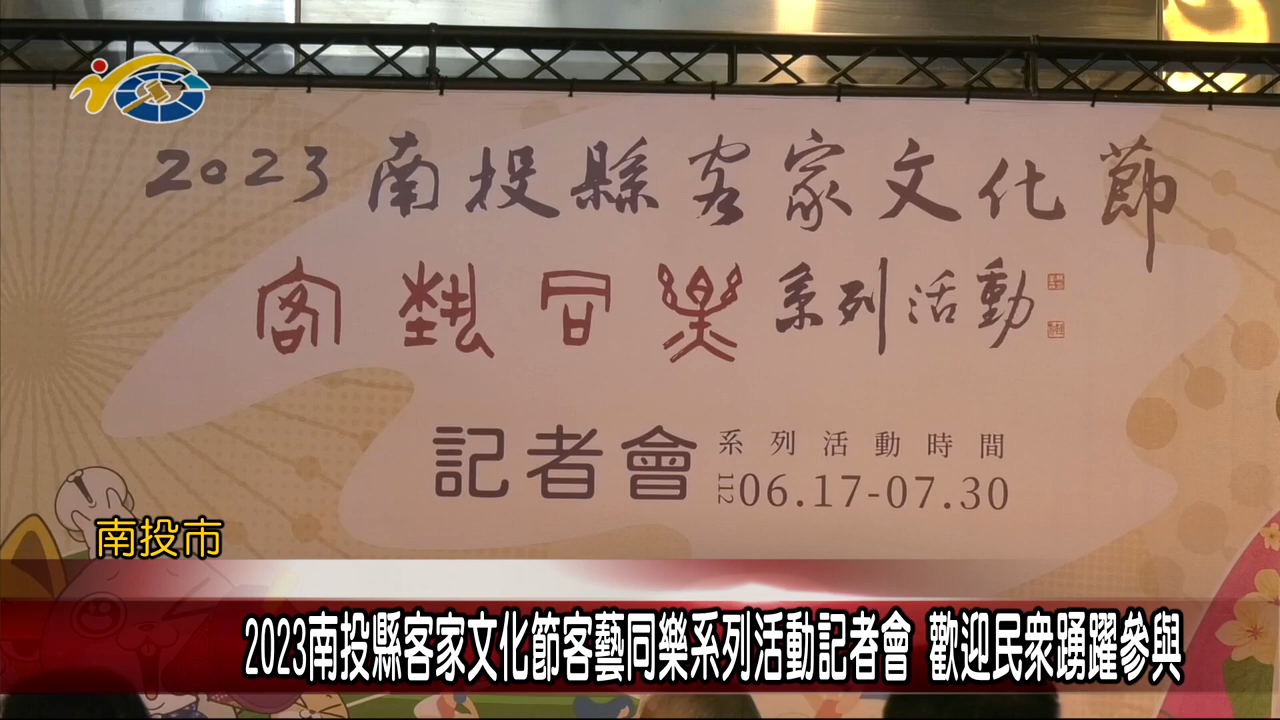 2023南投縣客家文化節
客藝同樂系列活動
記者會
系列活動時間
112 06.17-07.30
南投市
2023南投縣客家文化節客藝同樂系列活動記者會 歡迎民眾踴躍參與